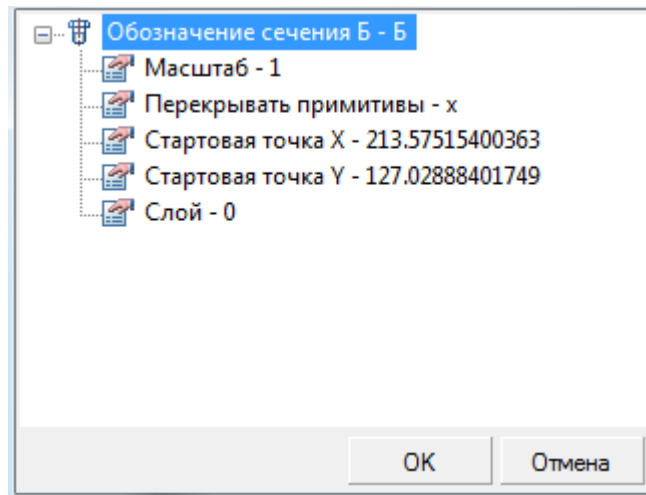 Обозначение сечения Б - Б
Масштаб - 1
Перекрывать примитивы - x
Стартовая точка X - 213.57515400363
Стартовая точка Y - 127.02888401749
Слой - 0
OK Отмена